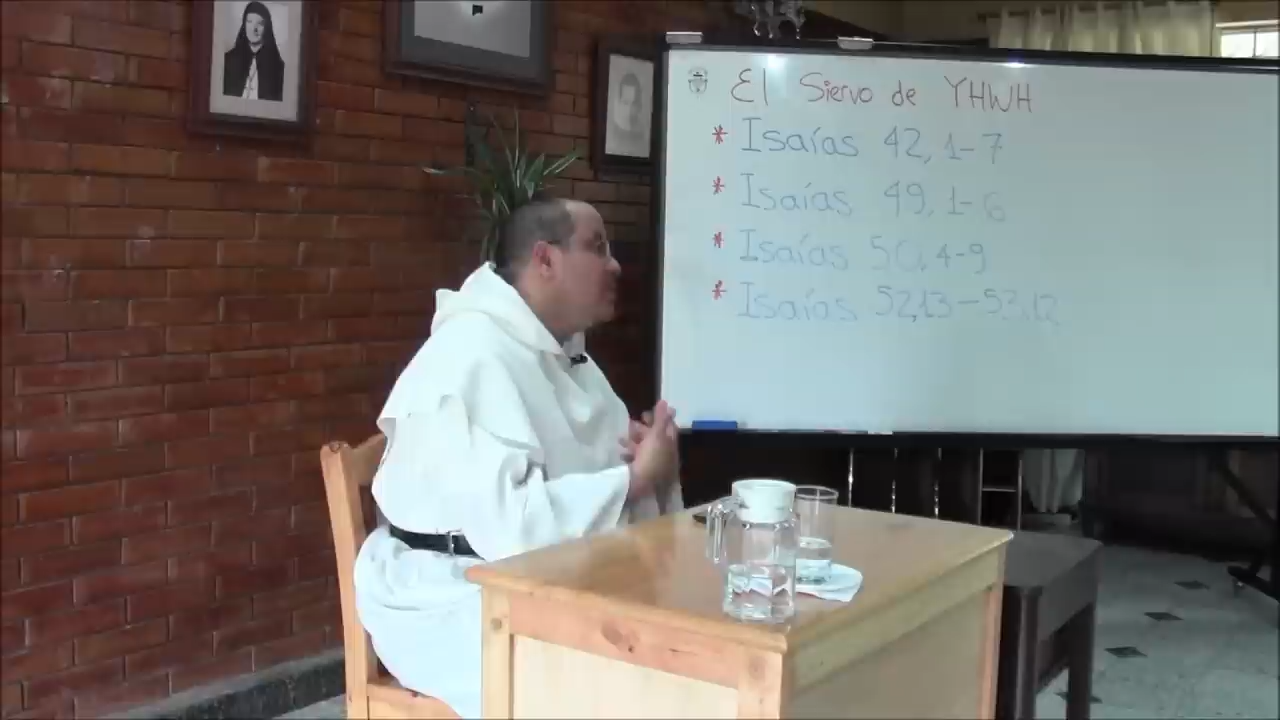 El Siervo de YHWH
* Isaías 42, 1-7
* Isaías 49, 1-6
* Isaías 50, 4-9
* Isaías 52,13-53,12